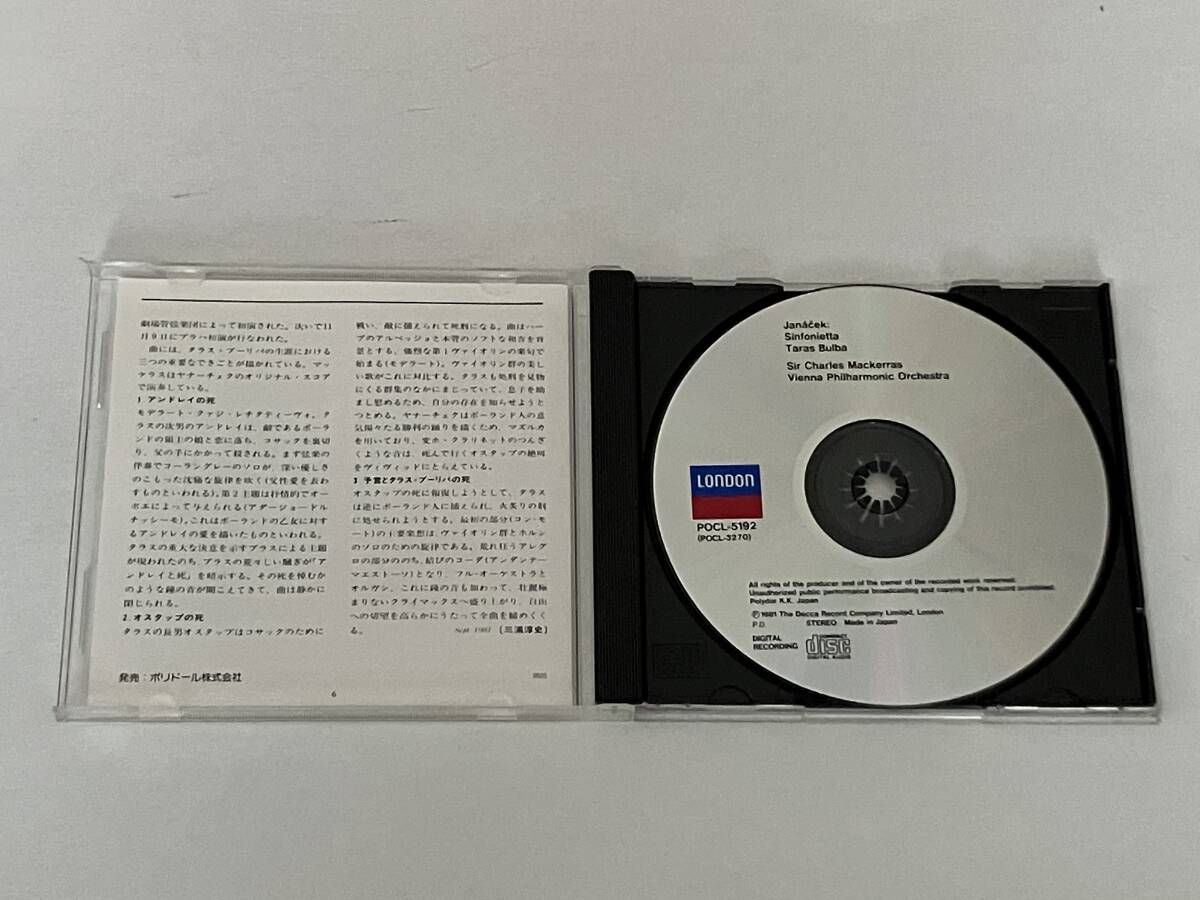 劇場管弦楽団によって初演された。次いで11
月9日にプラハ初演が行なわれた。
曲には、タラス・ブーリバの生涯における
三つの重要なできごとが描かれている。マッ
ケラスはヤナーチェクのオリジナル・スコア
で演奏している。
1. アンドレイの死
モデラート・クァジ・レチタティーヴォ。タ
ラスの次男のアンドレイは、敵であるポーラ
ンドの領主の娘と恋に落ち、コサックを裏切
り、父の手にかかって殺される。まず弦楽の
伴奏でコーラングレーのソロが、深い優しさ
のこもった沈痛な旋律を吹く(父性愛を表わ
すものといわれる)。第2主題は抒情的でオー
ボエによって与えられる(アダージョードル
チッシーモ)。これはポーランドの乙女に対す
るアンドレイの愛を描いたものといわれる。
タラスの重大な決意を示すブラスによる主題
が現われたのち、ブラスの荒々しい騒ぎが「ア
ンドレイと死」を暗示する。その死を悼むか
のような鐘の音が聞こえてきて、曲は静かに
閉じられる。
2. オスタップの死
タラスの長男オスタップはコサックのために
戦い、敵に捕えられて死刑になる。曲はハー
プのアルペッジョと木管のソフトな和音を背
景とする、強烈な第1ヴァイオリンの楽句で
始まる(モデラート)。ヴァイオリン群の美し
い歌がこれに対比する。タラスも処刑を見物
にくる群集のなかにまじっていて、息子を励
まし慰めるため、自分の存在を知らせようと
つとめる。ヤナーチェクはポーランド人の意
気揚々たる勝利の踊りを描くため、マズルカ
を用いており、変ホ・クラリネットのつんざ
くような音は、死んで行くオスタップの絶叫
をヴィヴィッドにとらえている。
3. 予言とタラス・ブーリバの死
オスタップの死に報復しようとして、タラス
は逆にポーランド人に捕えられ、火炙りの刑
に処せられようとする。最初の部分(コン・モ
ート)の主要楽想は、ヴァイオリン群とホルン
のソロのための旋律である。荒れ狂うアレグ
ロの部分ののち、結びのコーダ(アンダンテ・
マエストーソ)となり、フル・オーケストラと
オルガン、これに鐘の音も加わって、壮麗極
まりないクライマックスへ盛り上がり、自由
への切望を高らかにうたって全曲を締めくく
る。 Sept. 1981 〔三浦淳史〕
発売:ポリドール株式会社
6
Janáček:
Sinfonietta
Taras Bulba
Sir Charles Mackerras
Vienna Philharmonic Orchestra
LONDON
POCL-5192
(POCL-3270)
All rights of the producer and of the owner of the recorded work reserved.
Unauthorized public performance broadcasting and copying of this record prohibited.
Polydor K.K. Japan
Ⓟ1981 The Decca Record Company Limited, London
P.D. STEREO Made in Japan
DIGITAL
RECORDING
COMPACT
disc
DIGITAL AUDIO